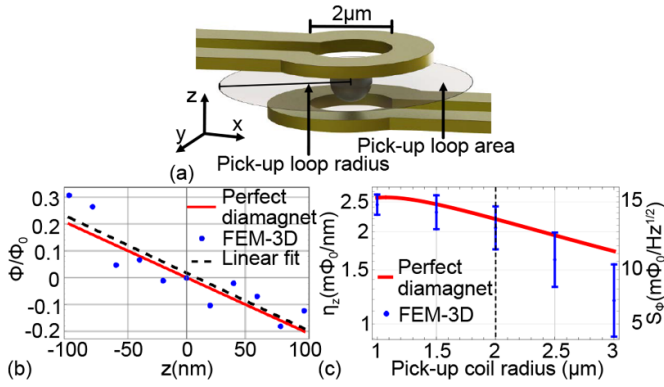 2μm
z
y
x
Pick-up loop area
Pick-up loop radius
(a)
Φ/Φ0
0.3
0.2
0.1
0
-0.1
-0.2
Perfect
diamagnet
FEM-3D
Linear fit
-100
-50
0
50
100
z(nm)
(b)
ηz(mΦ0/nm)
2.5
2
1.5
1
Perfect
diamagnet
FEM-3D
15
10
5
SΦ(mΦ0/Hz1/2)
1
1.5
2
2.5
3
Pick-up coil radius (μm)
(c)